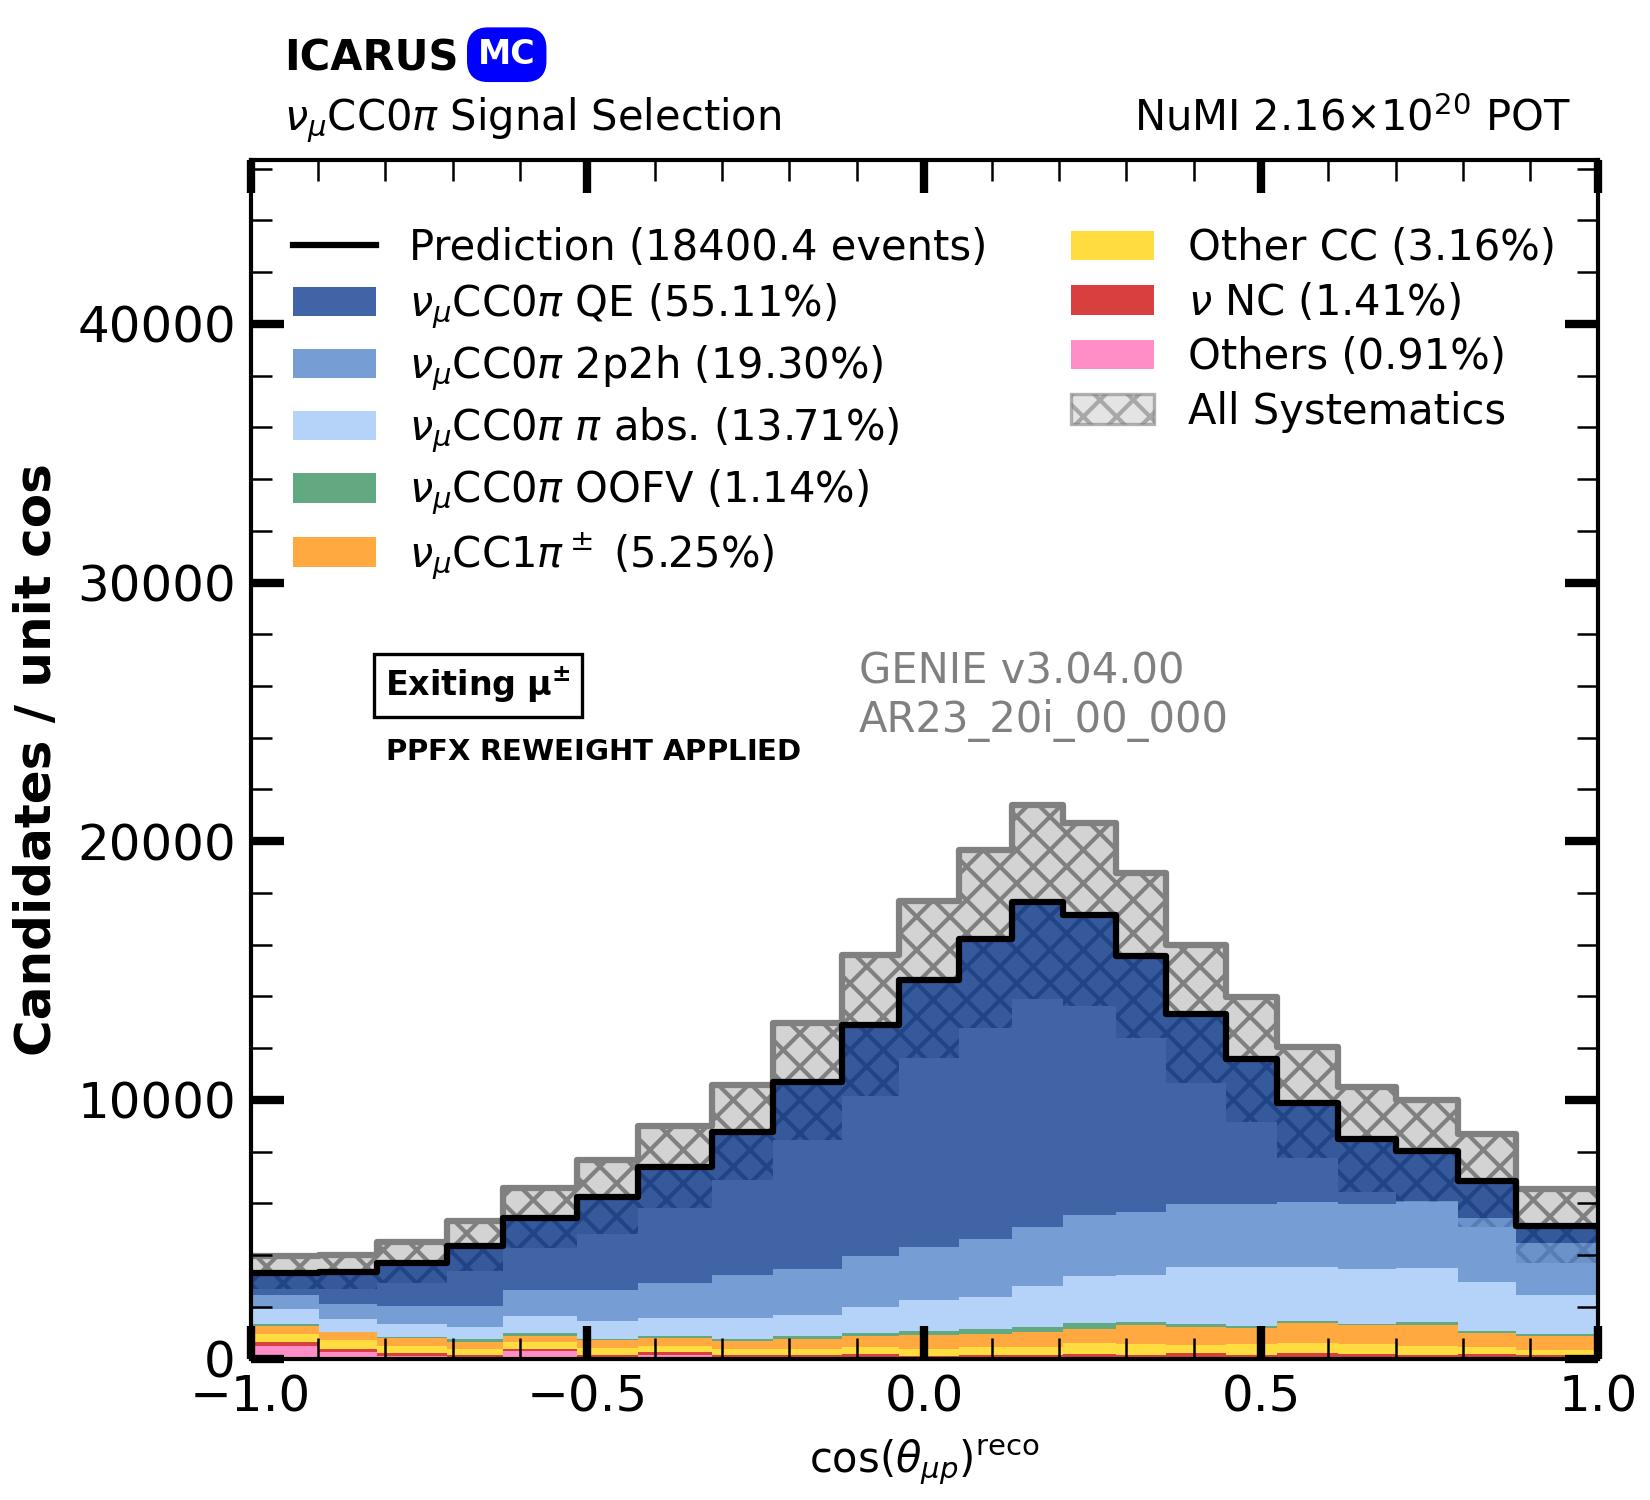 ICARUS MC
νμCC0π Signal Selection
NuMI 2.16×10²⁰ POT
Prediction (18400.4 events)
νμCC0π QE (55.11%)
νμCC0π 2p2h (19.30%)
νμCC0π π abs. (13.71%)
νμCC0π OOFV (1.14%)
νμCC1π± (5.25%)
Other CC (3.16%)
ν NC (1.41%)
Others (0.91%)
All Systematics
Exiting μ±
PPFX REWEIGHT APPLIED
GENIE v3.04.00
AR23_20i_00_000
Candidates / unit cos
40000
30000
20000
10000
0
−1.0 −0.5 0.0 0.5 1.0
cos(θμp)reco